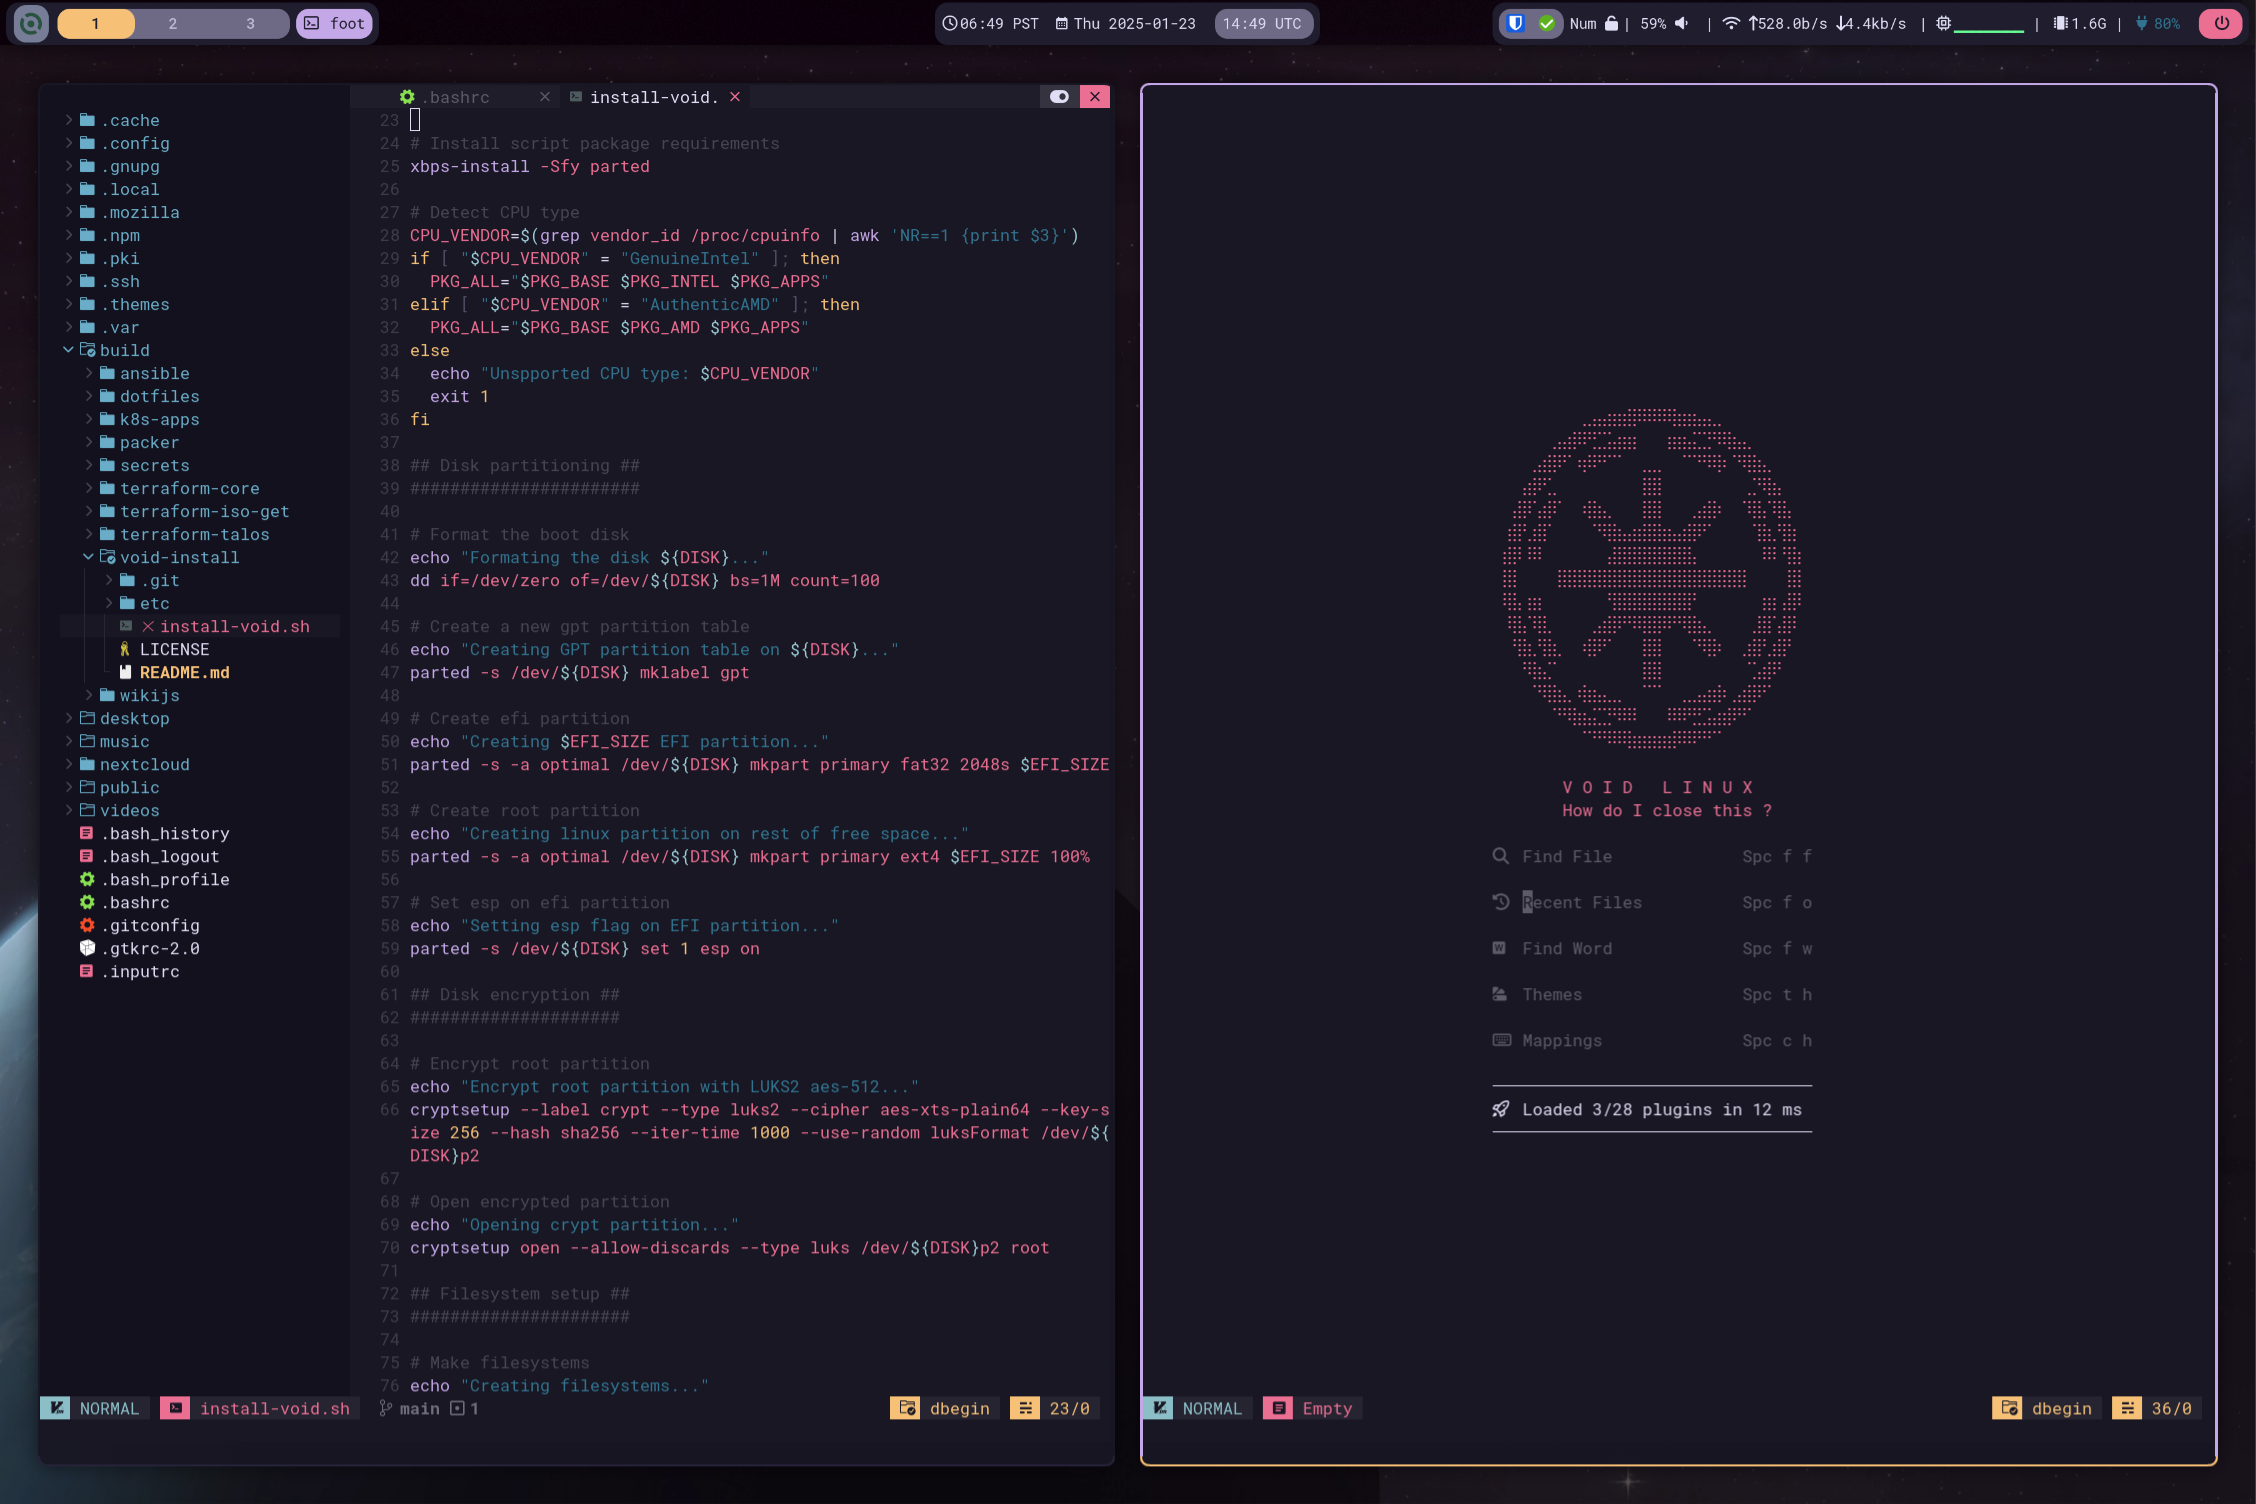 1 2 3 foot
06:49 PST Thu 2025-01-23 14:49 UTC
Num | 59% | 528.0b/s 4.4kb/s | | 1.6G | 80%
.bashrc install-void.
.cache
.config
.gnupg
.local
.mozilla
.npm
.pki
.ssh
.themes
.var
build
ansible
dotfiles
k8s-apps
packer
secrets
terraform-core
terraform-iso-get
terraform-talos
void-install
.git
etc
install-void.sh
LICENSE
README.md
wikijs
desktop
music
nextcloud
public
videos
.bash_history
.bash_logout
.bash_profile
.bashrc
.gitconfig
.gtkrc-2.0
.inputrc
23
24 # Install script package requirements
25 xbps-install -Sfy parted
26
27 # Detect CPU type
28 CPU_VENDOR=$(grep vendor_id /proc/cpuinfo | awk 'NR==1 {print $3}')
29 if [ "$CPU_VENDOR" = "GenuineIntel" ]; then
30   PKG_ALL="$PKG_BASE $PKG_INTEL $PKG_APPS"
31 elif [ "$CPU_VENDOR" = "AuthenticAMD" ]; then
32   PKG_ALL="$PKG_BASE $PKG_AMD $PKG_APPS"
33 else
34   echo "Unspported CPU type: $CPU_VENDOR"
35   exit 1
36 fi
37
38 ## Disk partitioning ##
39 #######################
40
41 # Format the boot disk
42 echo "Formating the disk ${DISK}..."
43 dd if=/dev/zero of=/dev/${DISK} bs=1M count=100
44
45 # Create a new gpt partition table
46 echo "Creating GPT partition table on ${DISK}..."
47 parted -s /dev/${DISK} mklabel gpt
48
49 # Create efi partition
50 echo "Creating $EFI_SIZE EFI partition..."
51 parted -s -a optimal /dev/${DISK} mkpart primary fat32 2048s $EFI_SIZE
52
53 # Create root partition
54 echo "Creating linux partition on rest of free space..."
55 parted -s -a optimal /dev/${DISK} mkpart primary ext4 $EFI_SIZE 100%
56
57 # Set esp on efi partition
58 echo "Setting esp flag on EFI partition..."
59 parted -s /dev/${DISK} set 1 esp on
60
61 ## Disk encryption ##
62 #####################
63
64 # Encrypt root partition
65 echo "Encrypt root partition with LUKS2 aes-512..."
66 cryptsetup --label crypt --type luks2 --cipher aes-xts-plain64 --key-s
ize 256 --hash sha256 --iter-time 1000 --use-random luksFormat /dev/${
DISK}p2
67
68 # Open encrypted partition
69 echo "Opening crypt partition..."
70 cryptsetup open --allow-discards --type luks /dev/${DISK}p2 root
71
72 ## Filesystem setup ##
73 ######################
74
75 # Make filesystems
76 echo "Creating filesystems..."
NORMAL install-void.sh main 1 dbegin 23/0
VOID LINUX
How do I close this ?
Find File Spc f f
Recent Files Spc f o
Find Word Spc f w
Themes Spc t h
Mappings Spc c h
Loaded 3/28 plugins in 12 ms
NORMAL Empty dbegin 36/0